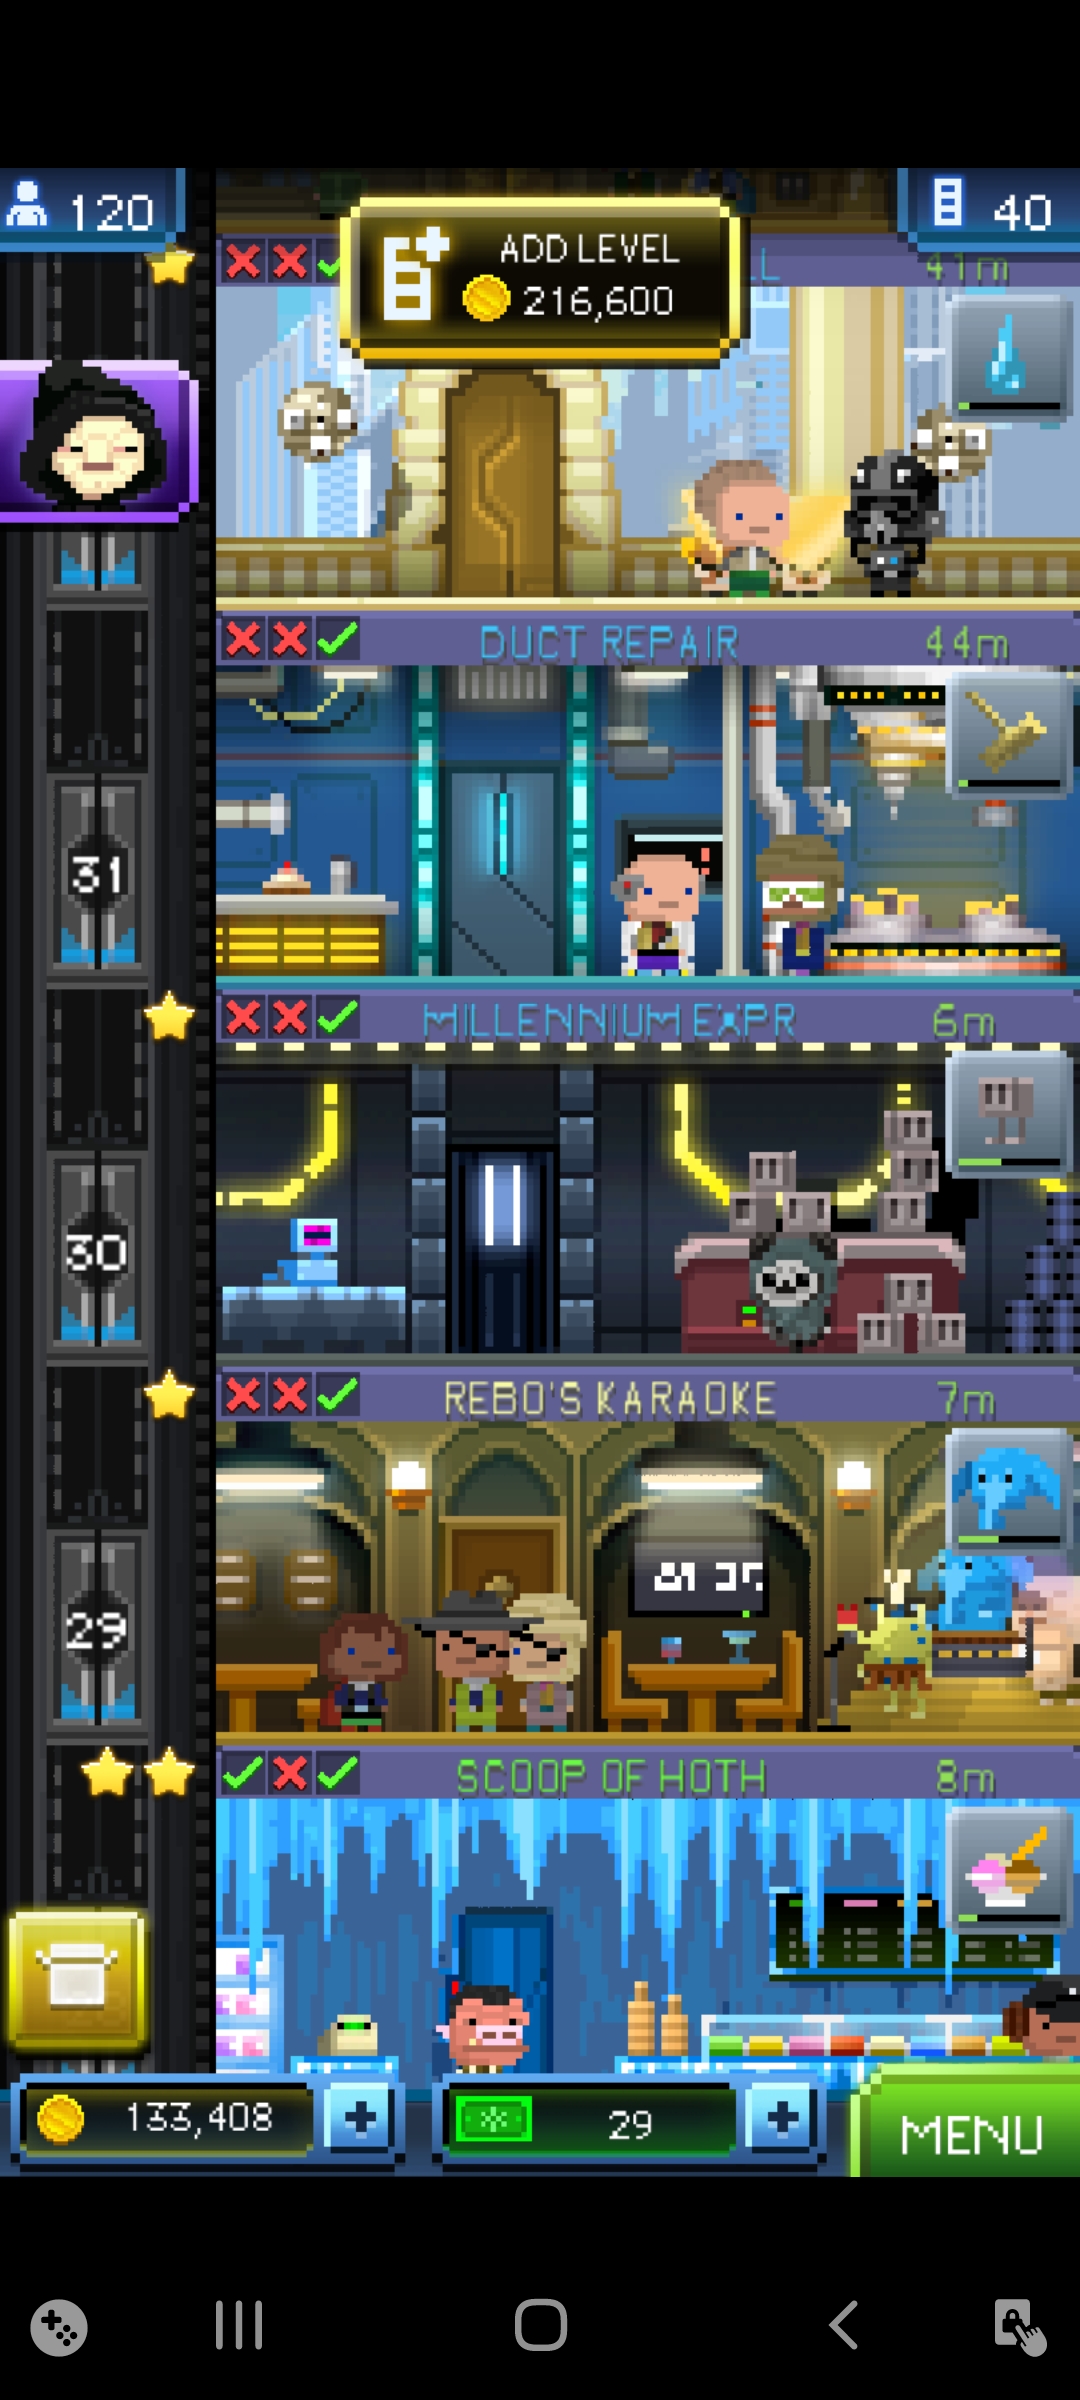 120
40
ADD LEVEL
216,600
41m
DUCT REPAIR
44m
31
MILLENNIUM EXPR
6m
30
REBO'S KARAOKE
7m
29
SCOOP OF HOTH
8m
133,408
29
MENU